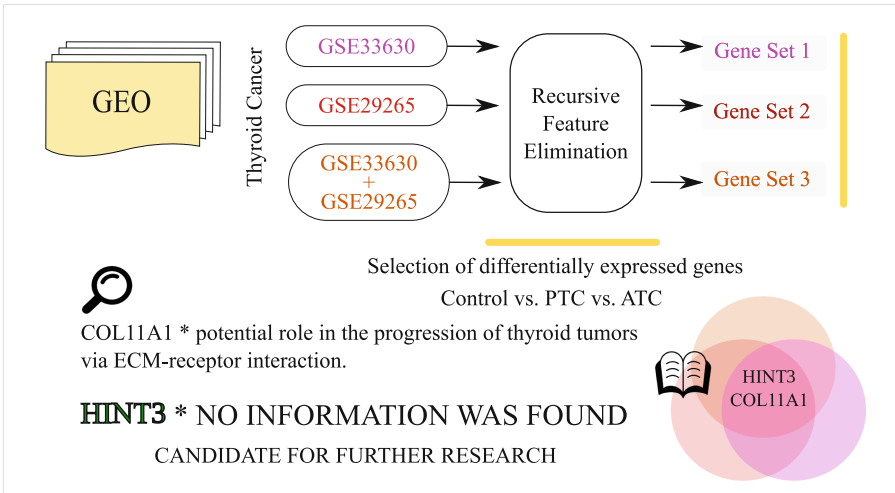 GEO
Thyroid Cancer
GSE33630
GSE29265
GSE33630
+
GSE29265
Recursive
Feature
Elimination
Gene Set 1
Gene Set 2
Gene Set 3
Selection of differentially expressed genes
Control vs. PTC vs. ATC
COL11A1 * potential role in the progression of thyroid tumors
via ECM-receptor interaction.
HINT3 * NO INFORMATION WAS FOUND
CANDIDATE FOR FURTHER RESEARCH
HINT3
COL11A1